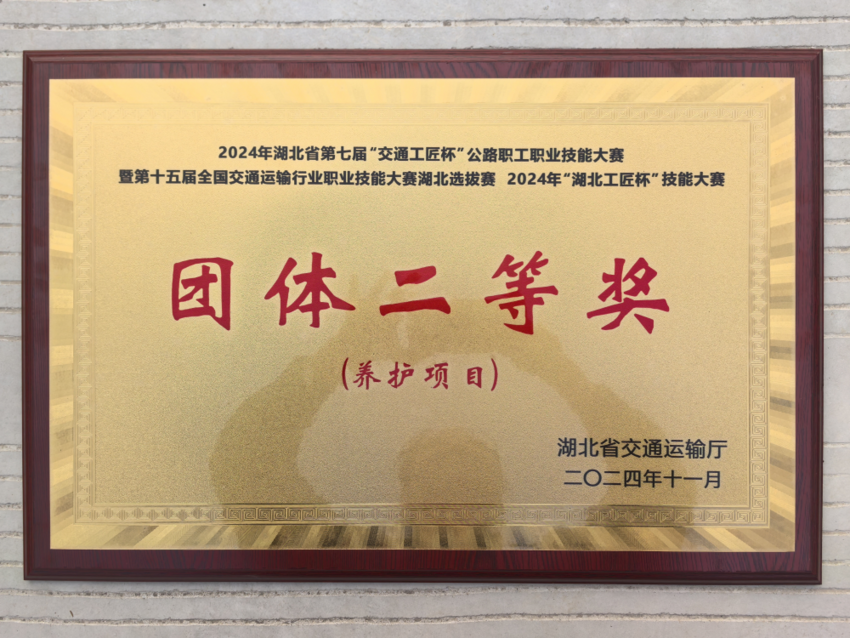 2024年湖北省第七届“交通工匠杯”公路职工职业技能大赛
暨第十五届全国交通运输行业职业技能大赛湖北选拔赛 2024年“湖北工匠杯”技能大赛
团体二等奖
(养护项目)
湖北省交通运输厅
二〇二四年十一月